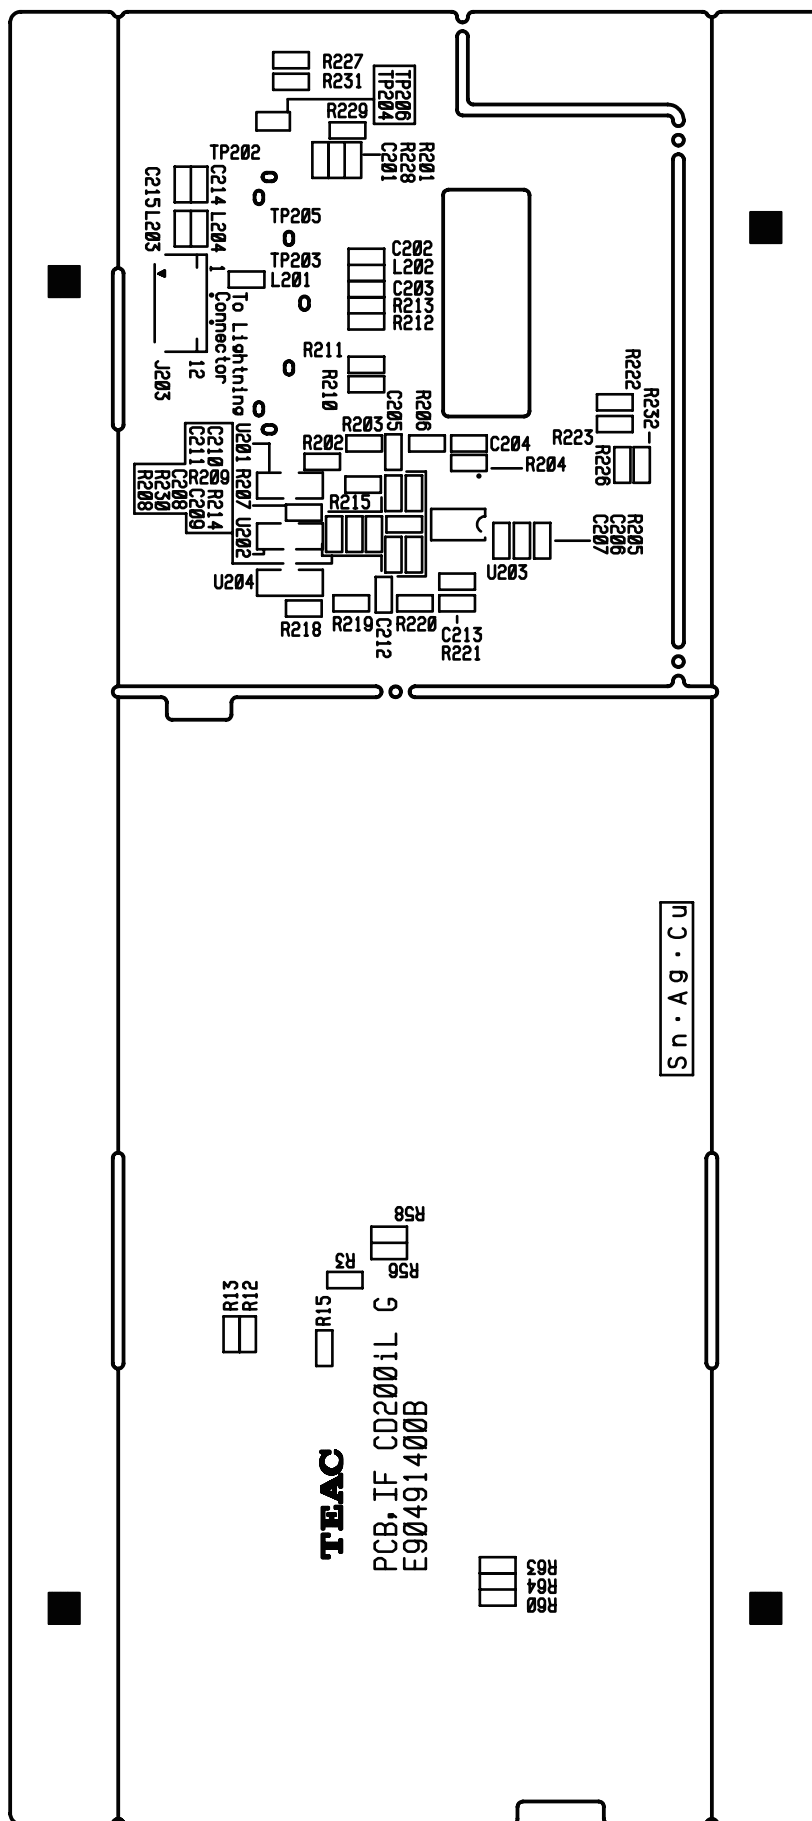 R227
R231
TP206
TP204
R229
TP202
R201
R228
C201
C214
C215
L203
L204
TP205
TP203
L201
C202
L202
C203
R213
R212
1
12
To Lightning
Connector
J203
R211
R210
R222
R232
R223
R226
C205
R206
R203
R202
C204
R204
U201
C210
C211
R209
R207
C208
R230
R208
R214
C209
R215
U202
R205
C206
C207
U203
U204
R218
R219
C212
R220
C213
R221
Sn・Ag・Cu
R58
R56
R3
R13
R12
R15
TEAC
PCB,IF CD200iL G
E90491400B
R63
R64
R60